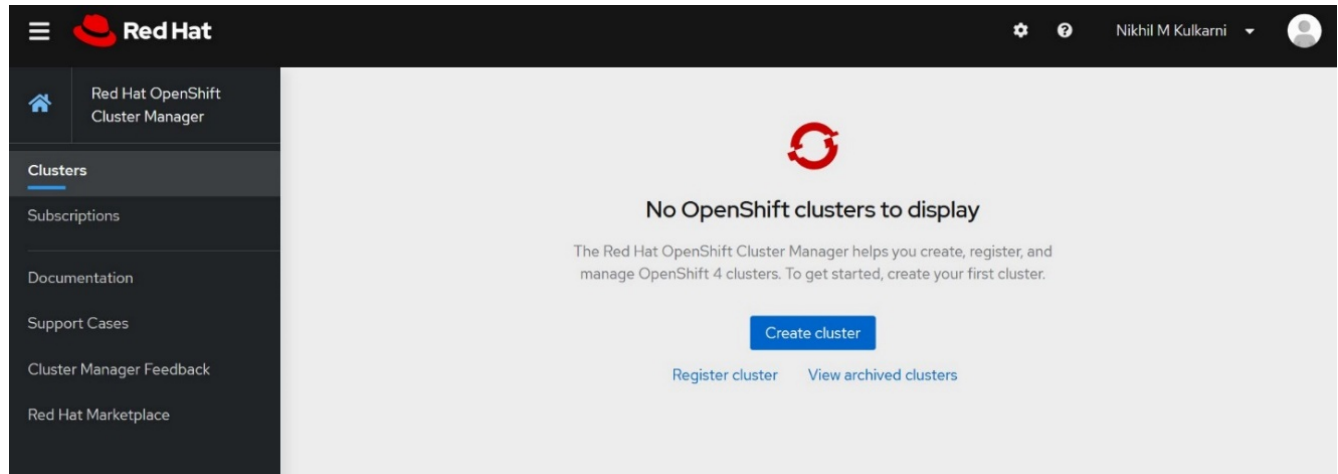 Red Hat
Nikhil M Kulkarni
Red Hat OpenShift
Cluster Manager
Clusters
Subscriptions
Documentation
Support Cases
Cluster Manager Feedback
Red Hat Marketplace
No OpenShift clusters to display
The Red Hat OpenShift Cluster Manager helps you create, register, and
manage OpenShift 4 clusters. To get started, create your first cluster.
Create cluster
Register cluster View archived clusters